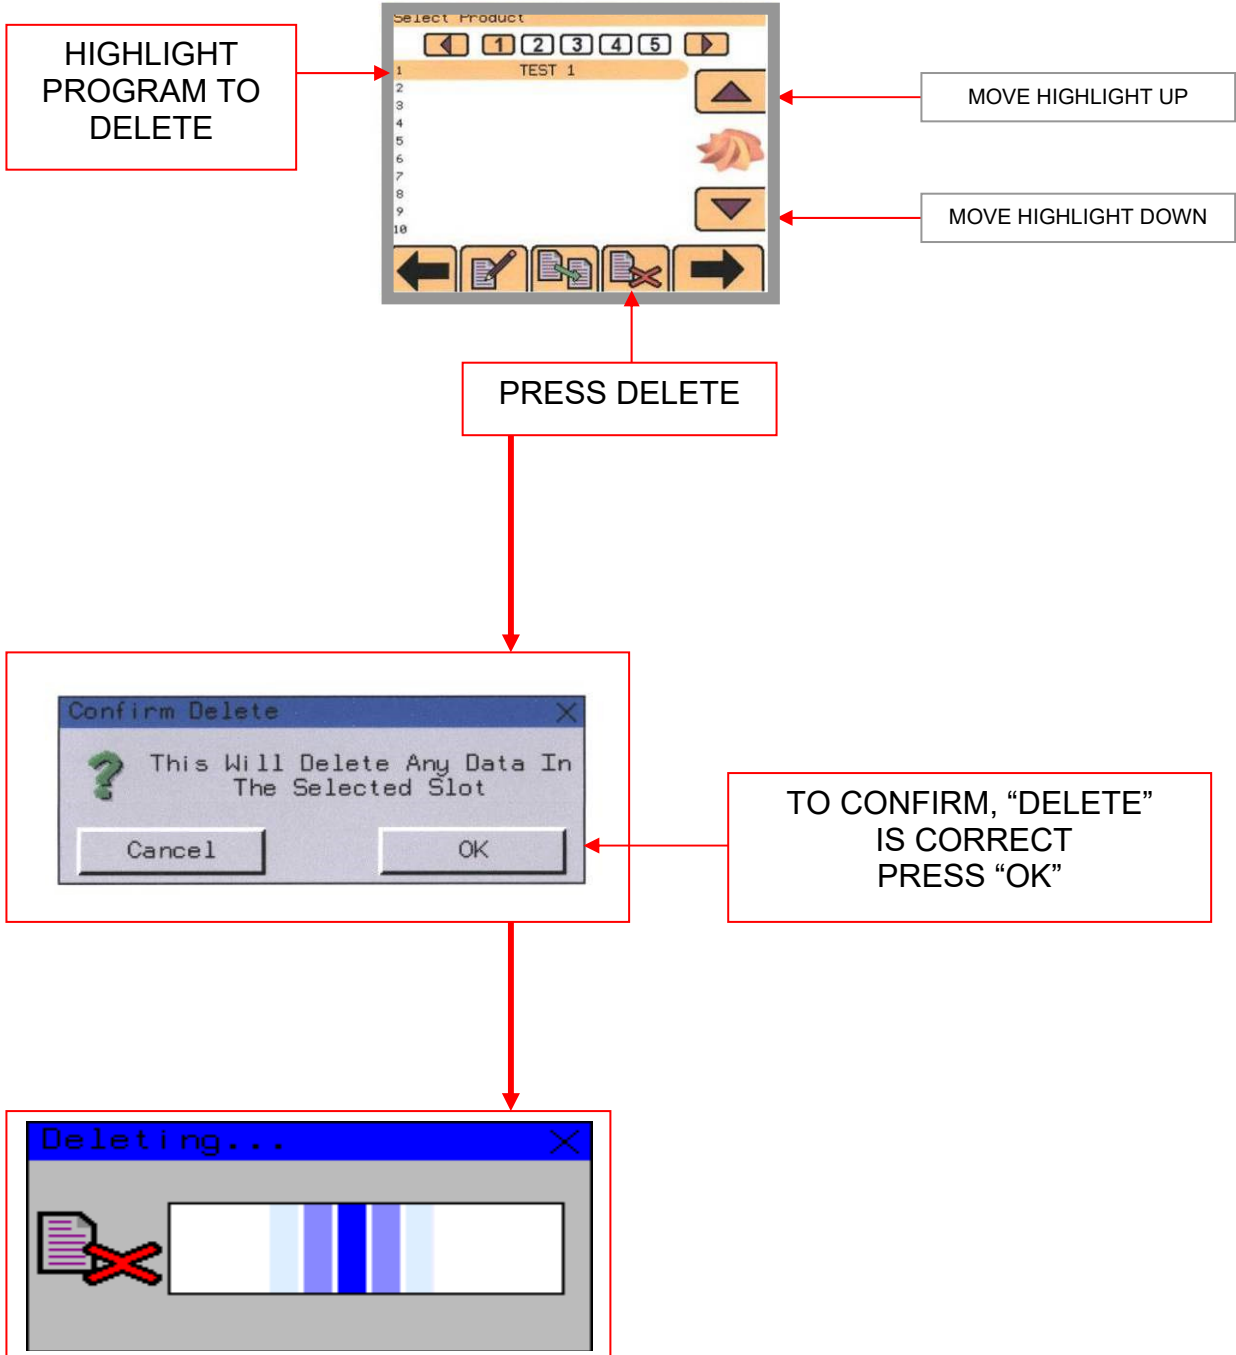 HIGHLIGHT
PROGRAM TO
DELETE
Select Product
1 2 3 4 5
1 TEST 1
2
3
4
5
6
7
8
9
10
MOVE HIGHLIGHT UP
MOVE HIGHLIGHT DOWN
PRESS DELETE
Confirm Delete
This Will Delete Any Data In
The Selected Slot
Cancel OK
TO CONFIRM, “DELETE”
IS CORRECT
PRESS “OK”
Deleting...